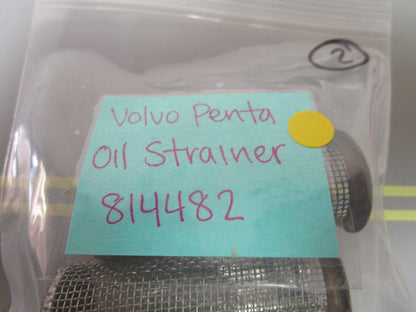 2
Volvo Penta
Oil Strainer
814482